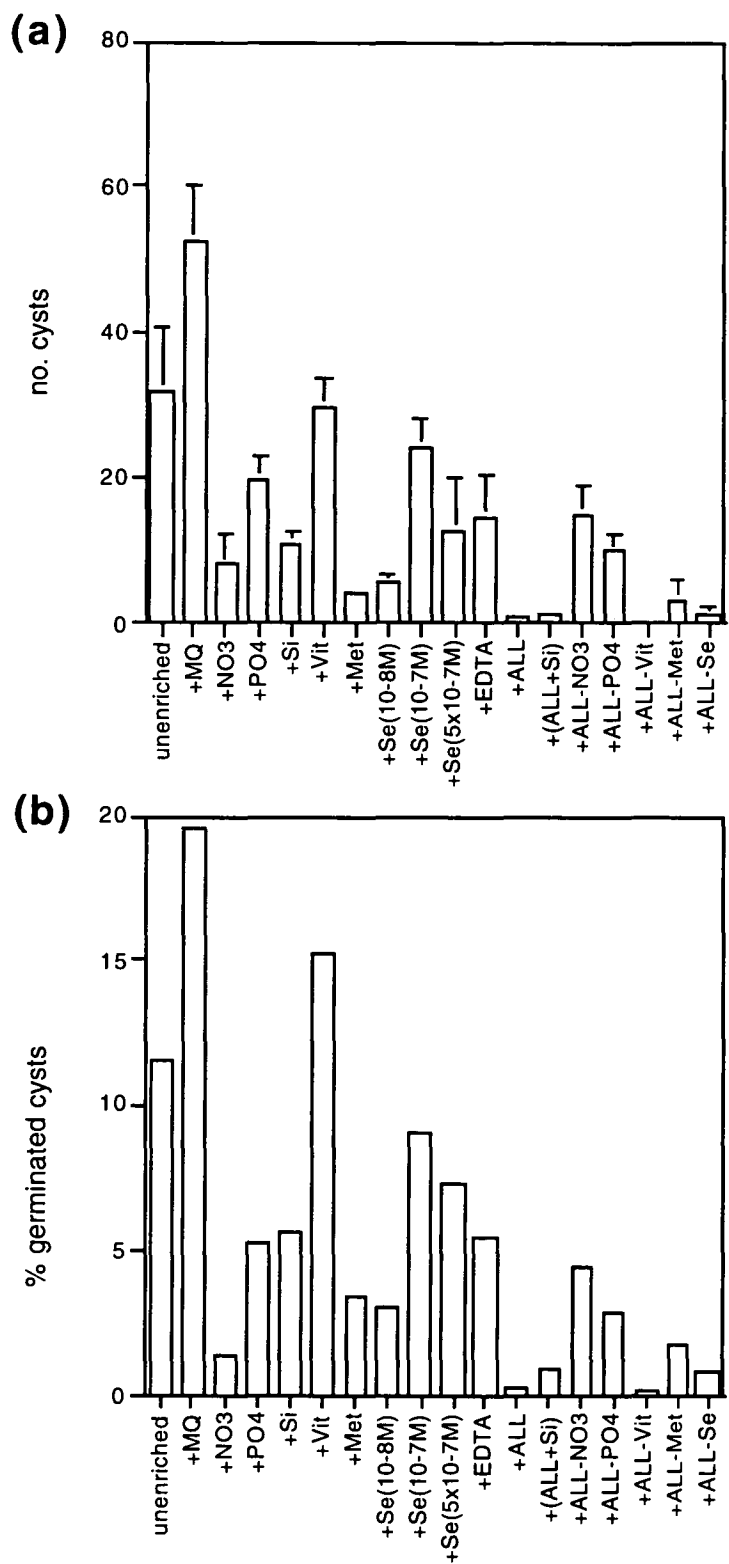 (a)
80
60
40
20
0
no. cysts
unenriched
+MQ
+NO3
+PO4
+Si
+Vit
+Met
+Se(10-8M)
+Se(10-7M)
+Se(5x10-7M)
+EDTA
+ALL
+(ALL+Si)
+ALL-NO3
+ALL-PO4
+ALL-Vit
+ALL-Met
+ALL-Se
(b)
20
15
10
5
0
% germinated cysts
unenriched
+MQ
+NO3
+PO4
+Si
+Vit
+Met
+Se(10-8M)
+Se(10-7M)
+Se(5x10-7M)
+EDTA
+ALL
+(ALL+Si)
+ALL-NO3
+ALL-PO4
+ALL-Vit
+ALL-Met
+ALL-Se